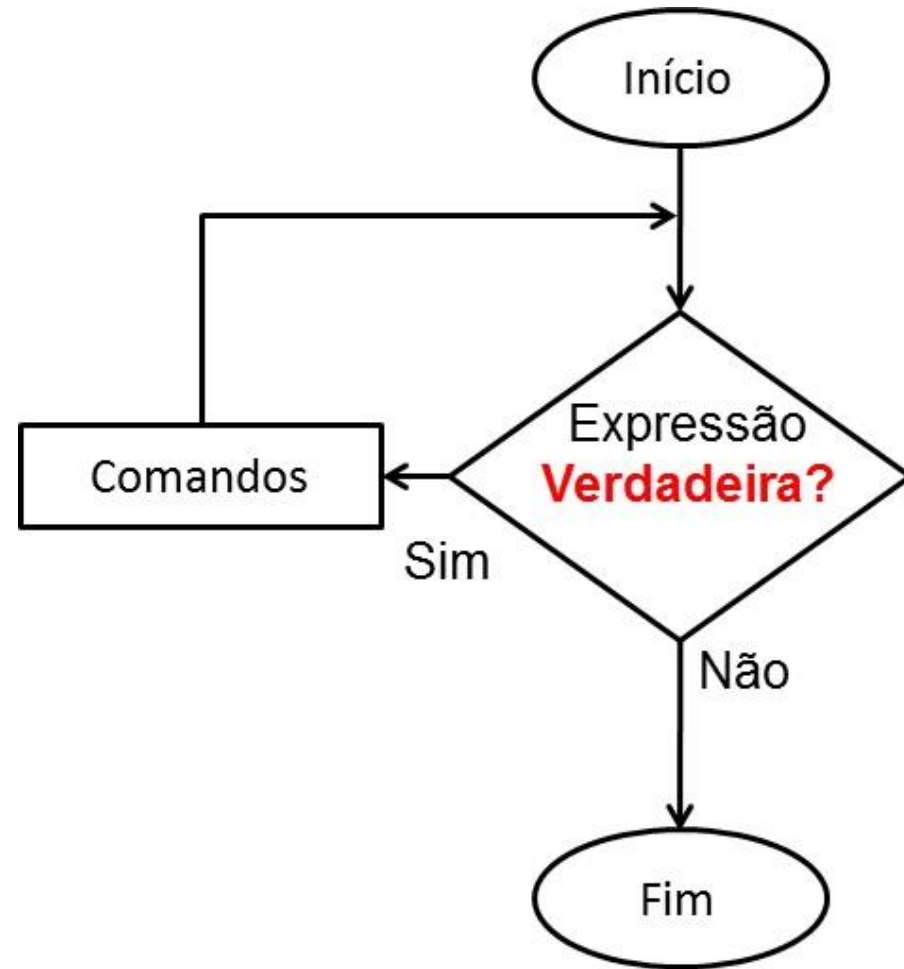 Início
Expressão
Verdadeira?
Comandos
Sim
Não
Fim